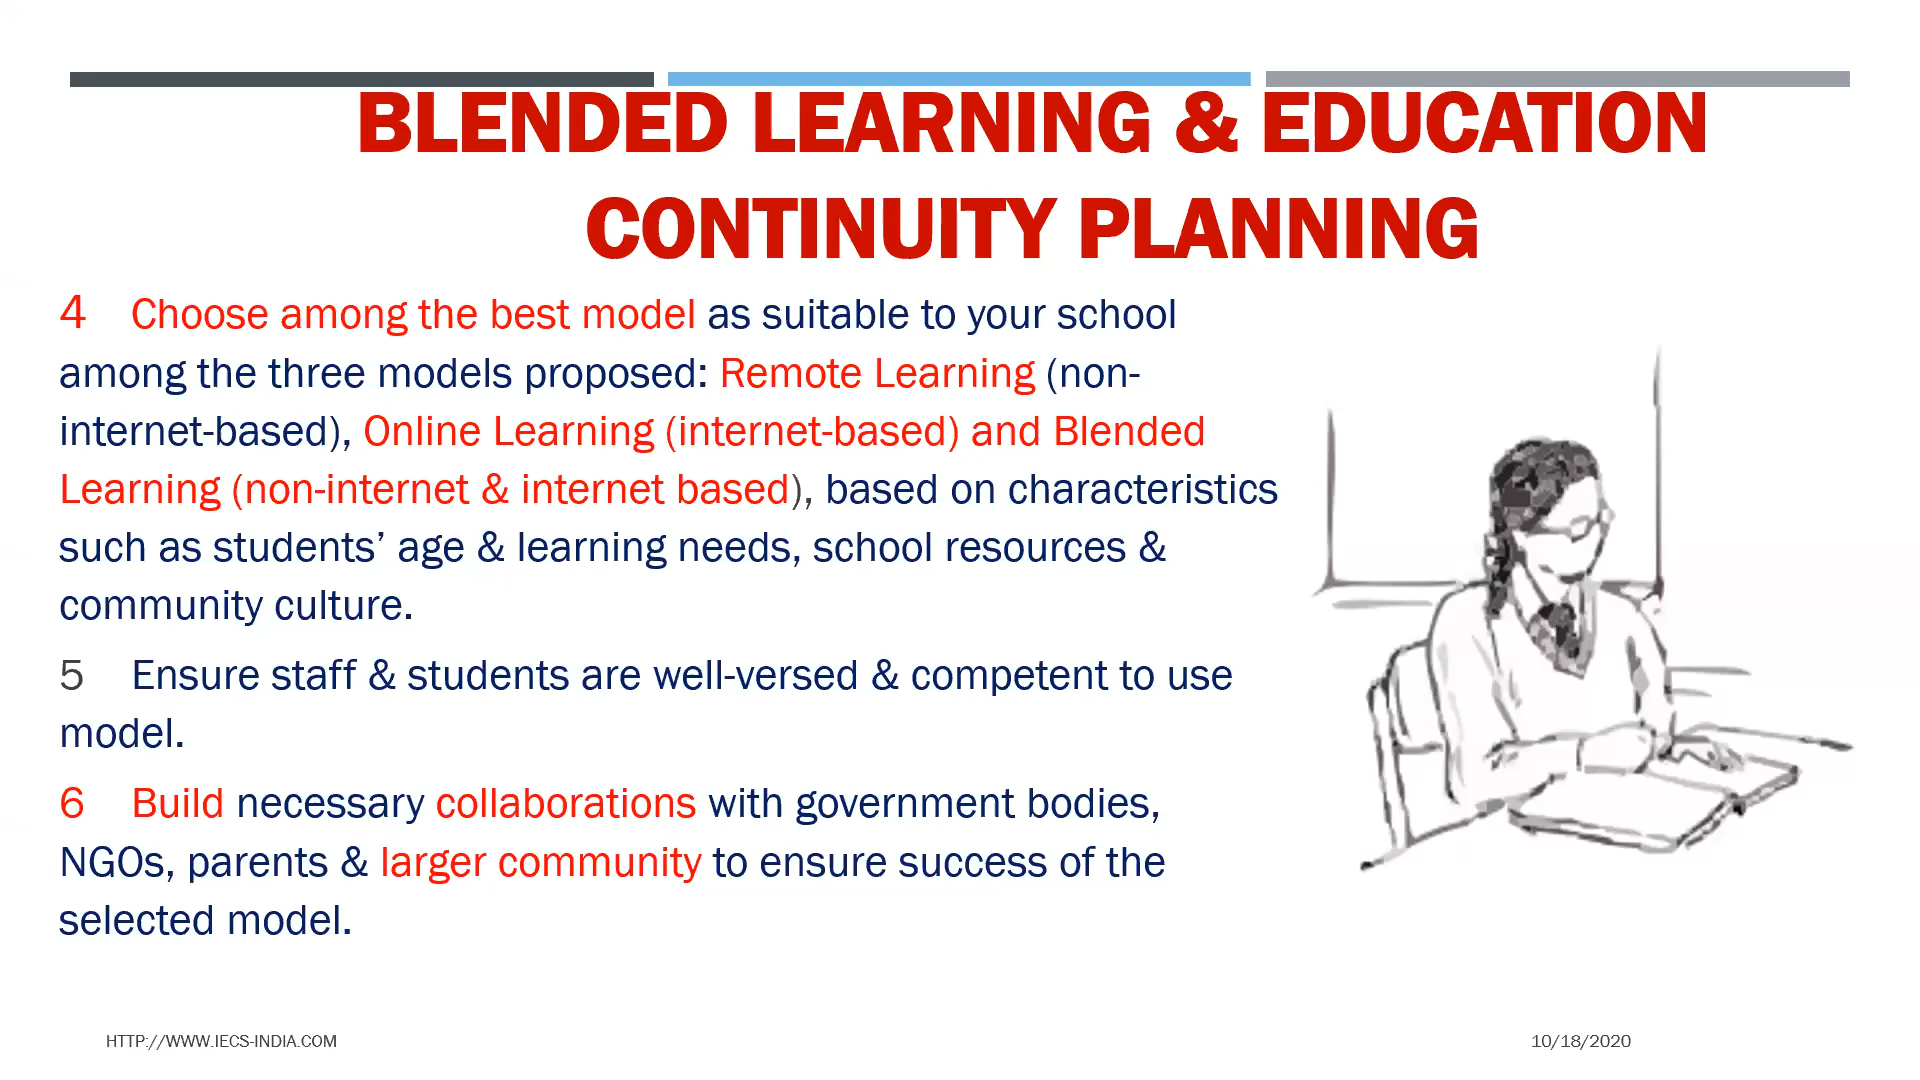 BLENDED LEARNING & EDUCATION
CONTINUITY PLANNING
4 Choose among the best model as suitable to your school
among the three models proposed: Remote Learning (non-
internet-based), Online Learning (internet-based) and Blended
Learning (non-internet & internet based), based on characteristics
such as students’ age & learning needs, school resources &
community culture.
5 Ensure staff & students are well-versed & competent to use
model.
6 Build necessary collaborations with government bodies,
NGOs, parents & larger community to ensure success of the
selected model.
HTTP://WWW.IECS-INDIA.COM
10/18/2020